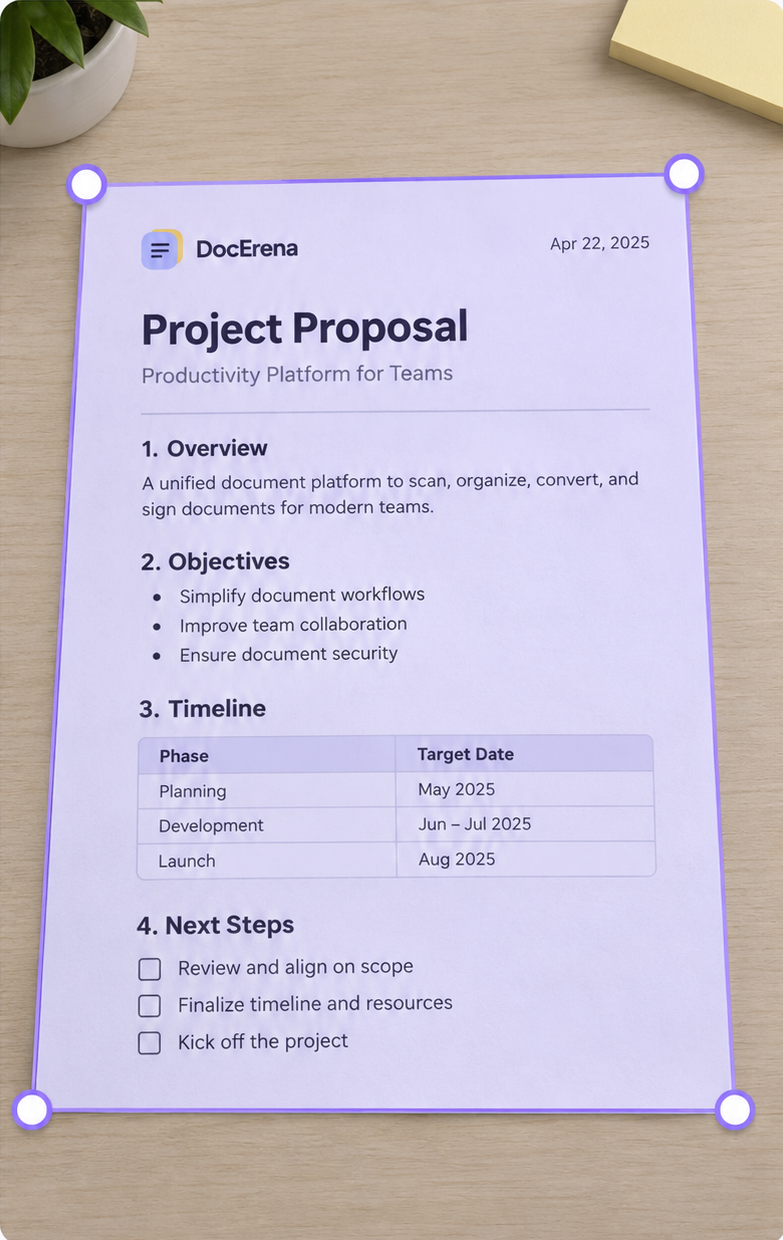 DocErena
Apr 22, 2025
Project Proposal
Productivity Platform for Teams
1. Overview
A unified document platform to scan, organize, convert, and
sign documents for modern teams.
2. Objectives
• Simplify document workflows
• Improve team collaboration
• Ensure document security
3. Timeline
Phase Target Date
Planning May 2025
Development Jun – Jul 2025
Launch Aug 2025
4. Next Steps
Review and align on scope
Finalize timeline and resources
Kick off the project